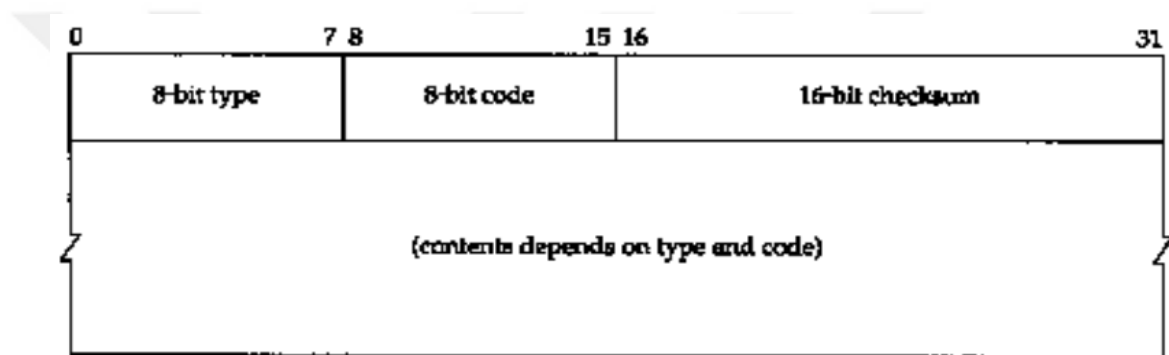 0 7 8 15 16 31
8-bit type 8-bit code 16-bit checksum
(contents depends on type and code)